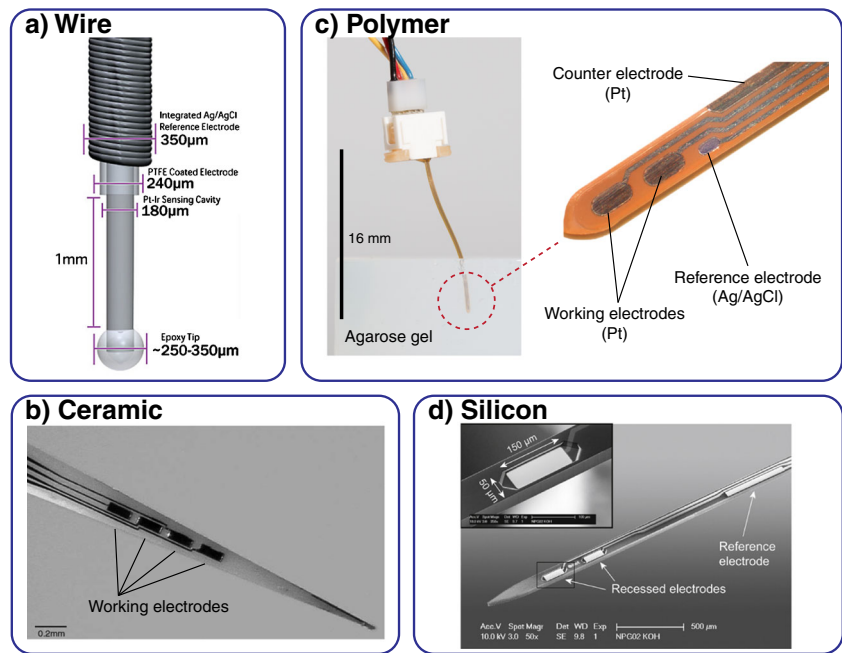 a) Wire
Integrated Ag/AgCl
Reference Electrode
350µm
PTFE Coated Electrode
240µm
Pt-Ir Sensing Cavity
180µm
1mm
Epoxy Tip
~250-350µm
c) Polymer
16 mm
Agarose gel
Counter electrode
(Pt)
Reference electrode
(Ag/AgCl)
Working electrodes
(Pt)
b) Ceramic
Working electrodes
0.2mm
d) Silicon
150 µm
50 µm
NPG02 KOH
Reference
electrode
Recessed electrodes
Acc.V Spot Magn Det WD Exp 500 µm
10.0 kV 3.0 50x SE 9.8 1 NPG02 KOH